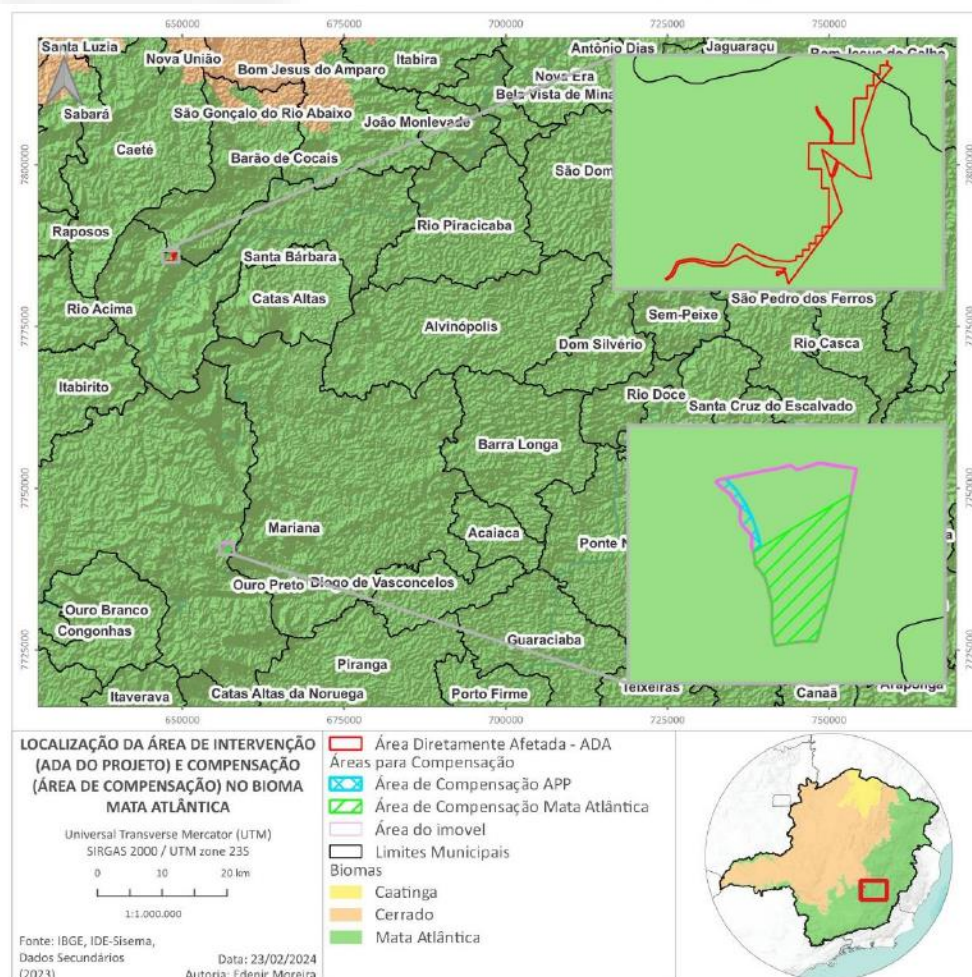 650000 675000 700000 725000 750000
Santa Luzia
Nova União
Itabira
Antônio Dias
Jaguaraçu
Bom Jesus do Amparo
Nova Era
Sabará
São Gonçalo do Rio Abaixo
João Monlevade
Caeté
Barão de Cocais
7800000
7800000
Raposos
Rio Piracicaba
Santa Bárbara
Catas Altas
Rio Acima
São Pedro dos Ferros
7775000
7775000
Alvinópolis
Sem-Peixe
Dom Silvério
Rio Casca
Itabirito
Rio Doce
Santa Cruz do Escalvado
Barra Longa
7750000
7750000
Mariana
Acaiaca
Ouro Preto
Diogo de Vasconcelos
Ouro Branco
Congonhas
Guaraciaba
7725000
7725000
Piranga
Itaverava
Catas Altas da Noruega
Porto Firme
Teixeiras
Canaã
Araponga
650000 675000 700000 725000 750000
LOCALIZAÇÃO DA ÁREA DE INTERVENÇÃO
(ADA DO PROJETO) E COMPENSAÇÃO
(ÁREA DE COMPENSAÇÃO) NO BIOMA
MATA ATLÂNTICA
Universal Transverse Mercator (UTM)
SIRGAS 2000 / UTM zone 23S
0 10 20 km
1:1.000.000
Fonte: IBGE, IDE-Sisema,
Dados Secundários
(2023)
Data: 23/02/2024
Autoria: Edenir Moreira
Área Diretamente Afetada - ADA
Áreas para Compensação
Área de Compensação APP
Área de Compensação Mata Atlântica
Área do imovel
Limites Municipais
Biomas
Caatinga
Cerrado
Mata Atlântica